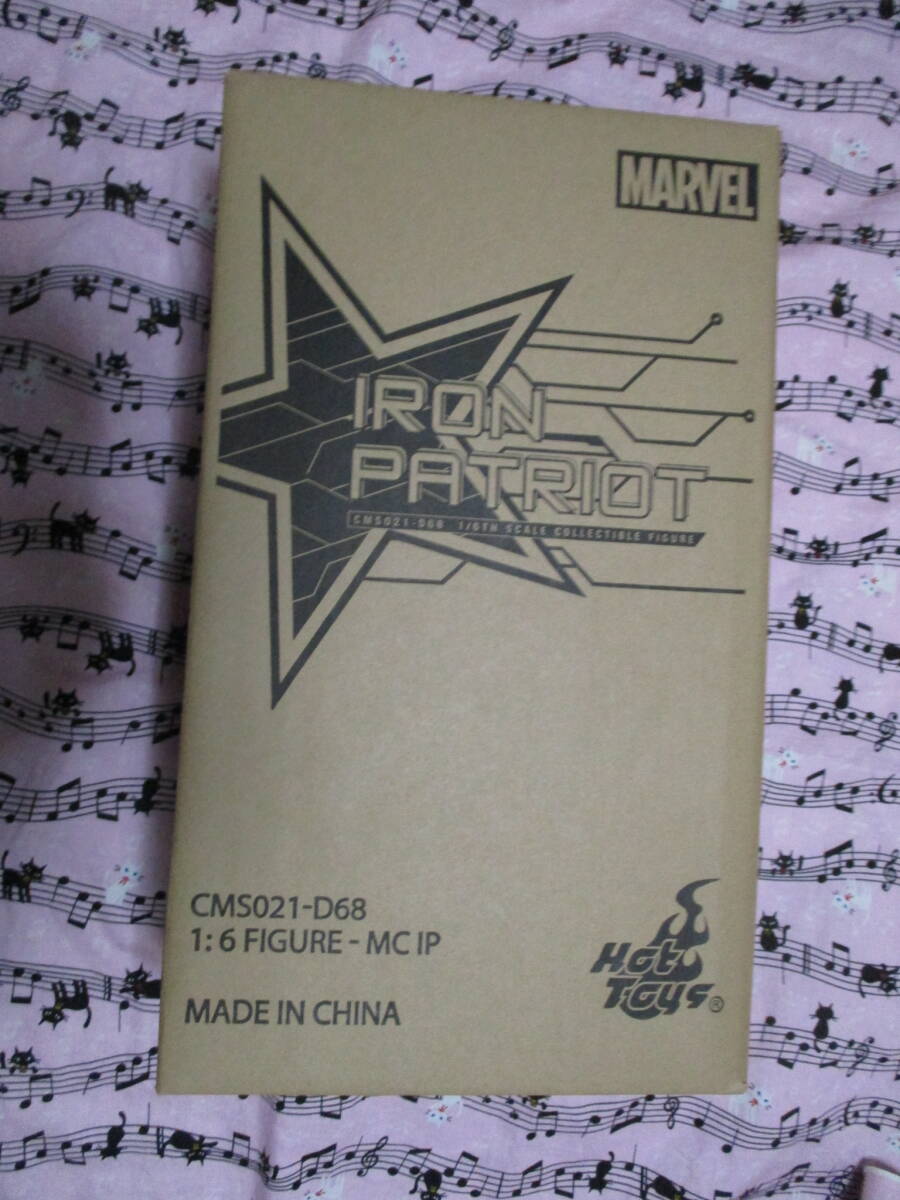 MARVEL
IRON
PATRIOT
CMS021-D68 1/6TH SCALE COLLECTIBLE FIGURE
CMS021-D68
1:6 FIGURE - MC IP
MADE IN CHINA
Hot
Toys®